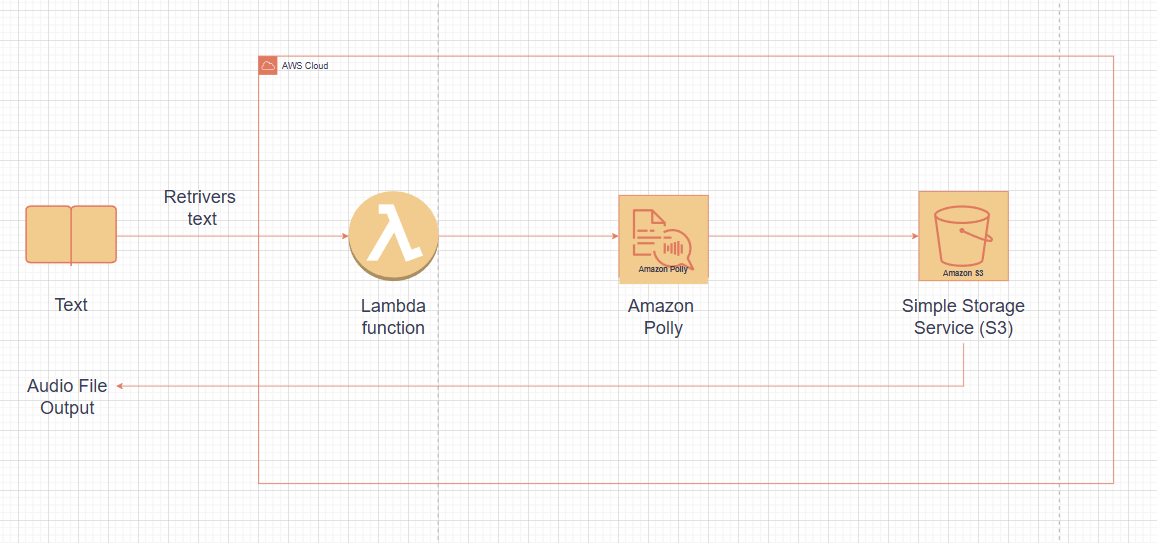 AWS Cloud
Retrivers
text
Amazon Polly
Amazon S3
Text
Lambda
function
Amazon
Polly
Simple Storage
Service (S3)
Audio File
Output